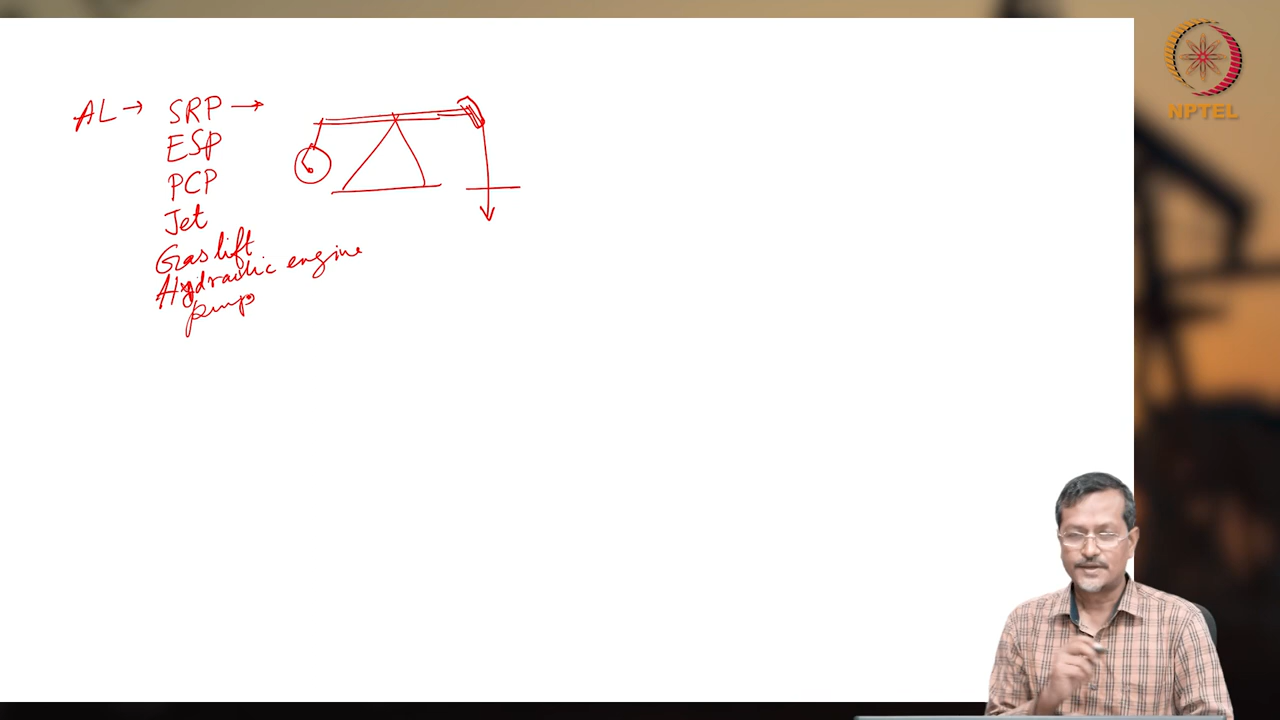 AL → SRP →
ESP
PCP
Jet
Gas lift
Hydraulic engine
pump
NPTEL